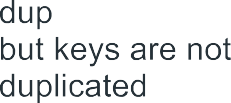 dup
but keys are not
duplicated